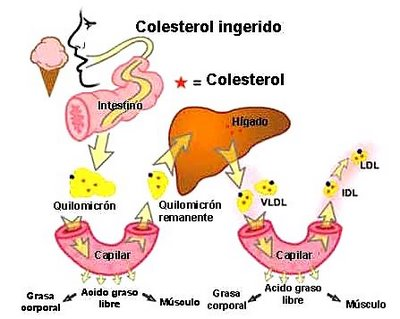 Colesterol ingerido
= Colesterol
Intestino
Hígado
Quilomicrón
Quilomicrón
remanente
VLDL
IDL
LDL
Capilar
Capilar
Grasa
corporal
Acido graso
libre
Músculo
Grasa
corporal
Acido graso
libre
Músculo